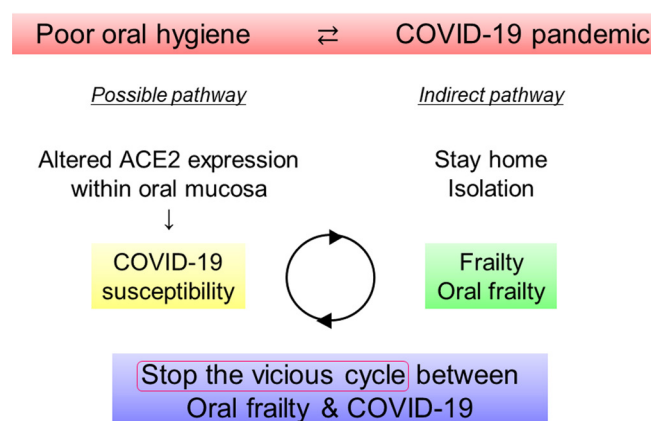 Poor oral hygiene ⇄ COVID-19 pandemic
Possible pathway
Indirect pathway
Altered ACE2 expression
within oral mucosa
↓
Stay home
Isolation
COVID-19
susceptibility
Frailty
Oral frailty
Stop the vicious cycle between
Oral frailty & COVID-19